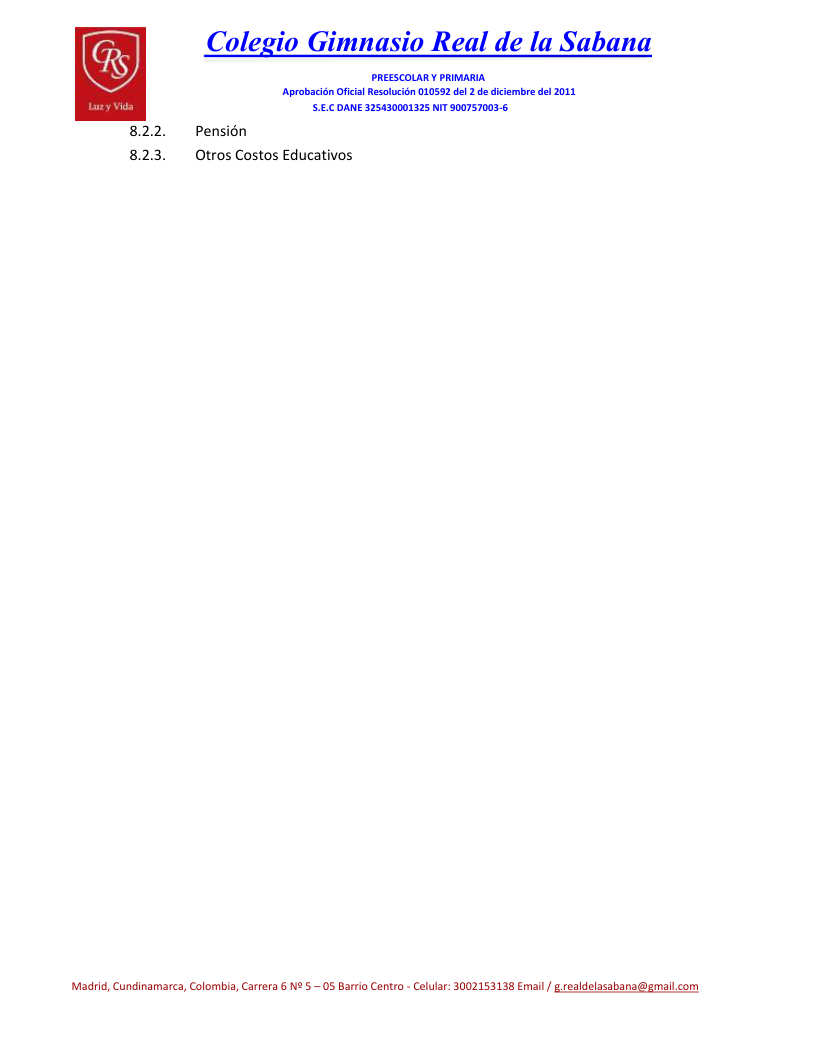 Colegio Gimnasio Real de la Sabana
PREESCOLAR Y PRIMARIA
Aprobación Oficial Resolución 010592 del 2 de diciembre del 2011
S.E.C DANE 325430001325 NIT 900757003-6
GRS
Luz y Vida
8.2.2. Pensión
8.2.3. Otros Costos Educativos
Madrid, Cundinamarca, Colombia, Carrera 6 Nº 5 – 05 Barrio Centro - Celular: 3002153138 Email / g.realdelasabana@gmail.com